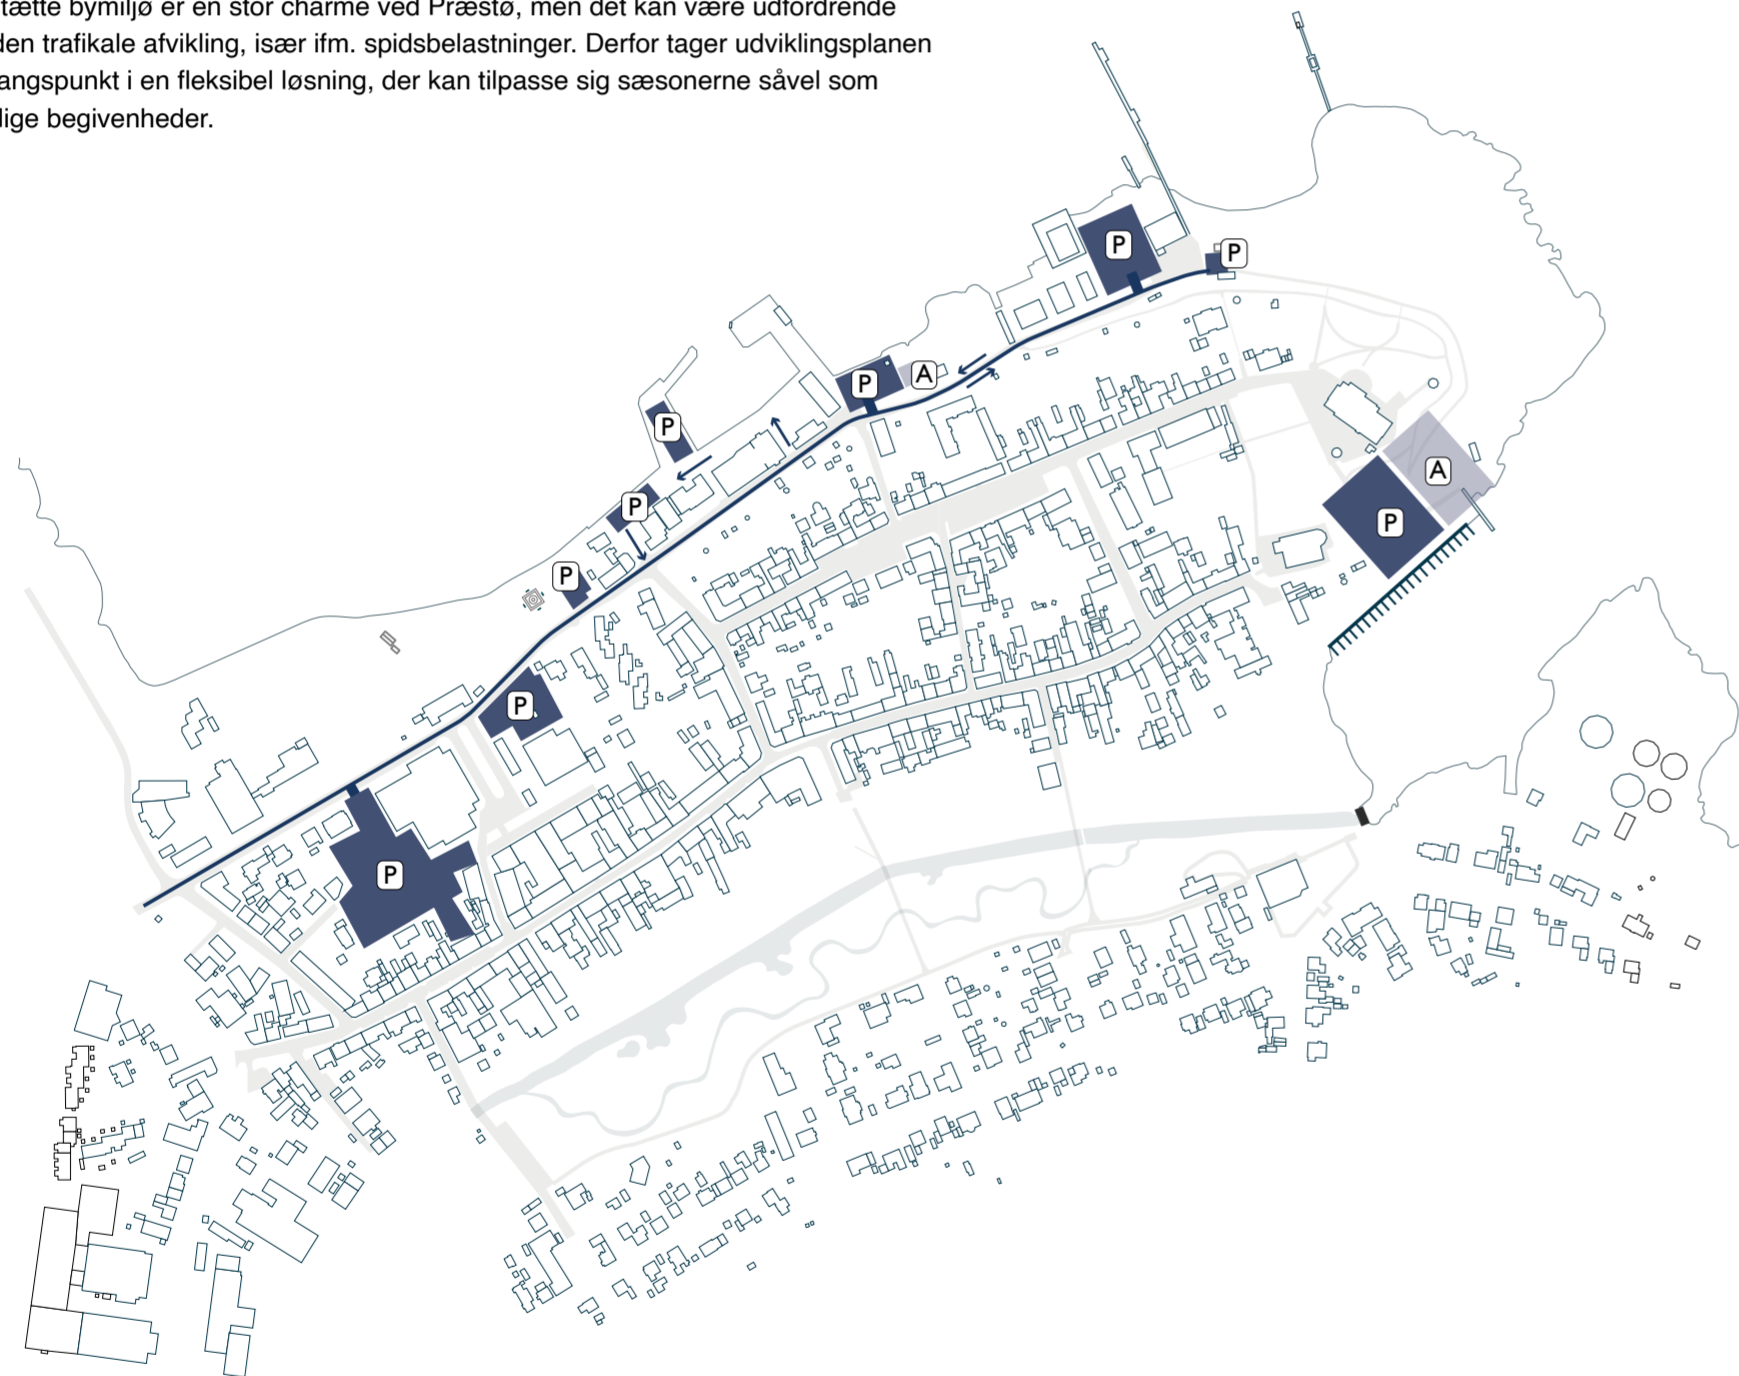 tætte bymiljø er en stor charme ved Præstø, men det kan være udfordrende
den trafikale afvikling, især ifm. spidsbelastninger. Derfor tager udviklingsplanen
angspunkt i en fleksibel løsning, der kan tilpasse sig sæsonerne såvel som
lige begivenheder.
P
P
P
A
P
P
A
P
P
P
P